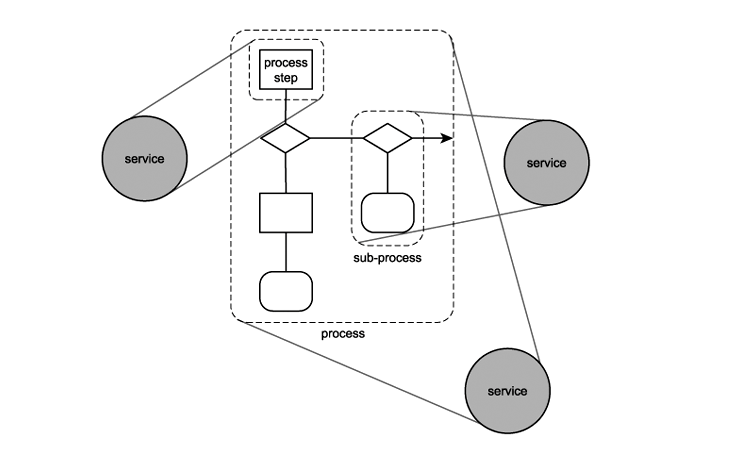 process
step
service
service
sub-process
process
service